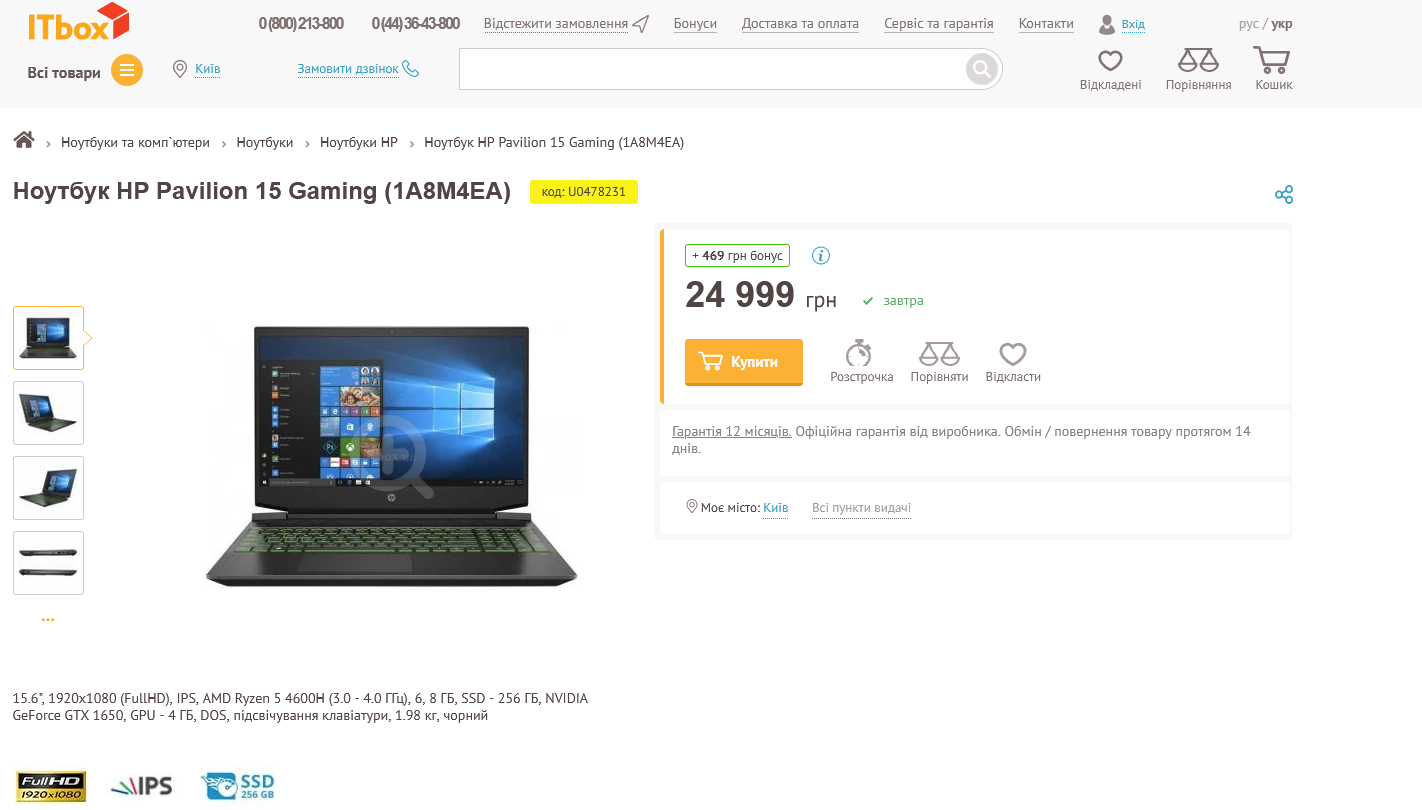 ITbox
0 (800) 213-800
0 (44) 36-43-800
Відстежити замовлення
Бонуси
Доставка та оплата
Сервіс та гарантія
Контакти
Вхід
рус / укр
Всі товари
Київ
Замовити дзвінок
Відкладені
Порівняння
Кошик
Ноутбуки та комп`ютери
Ноутбуки
Ноутбуки HP
Ноутбук HP Pavilion 15 Gaming (1A8M4EA)
Ноутбук HP Pavilion 15 Gaming (1A8M4EA)
код: U0478231
+ 469 грн бонус
24 999 грн
завтра
Купити
Розстрочка
Порівняти
Відкласти
Гарантія 12 місяців. Офіційна гарантія від виробника. Обмін / повернення товару протягом 14
днів.
Моє місто: Київ
Всі пункти видачі
hp
15.6", 1920x1080 (FullHD), IPS, AMD Ryzen 5 4600H (3.0 - 4.0 ГГц), 6, 8 ГБ, SSD - 256 ГБ, NVIDIA
GeForce GTX 1650, GPU - 4 ГБ, DOS, підсвічування клавіатури, 1.98 кг, чорний
Full HD
1920x1080
IPS
SSD
256 GB